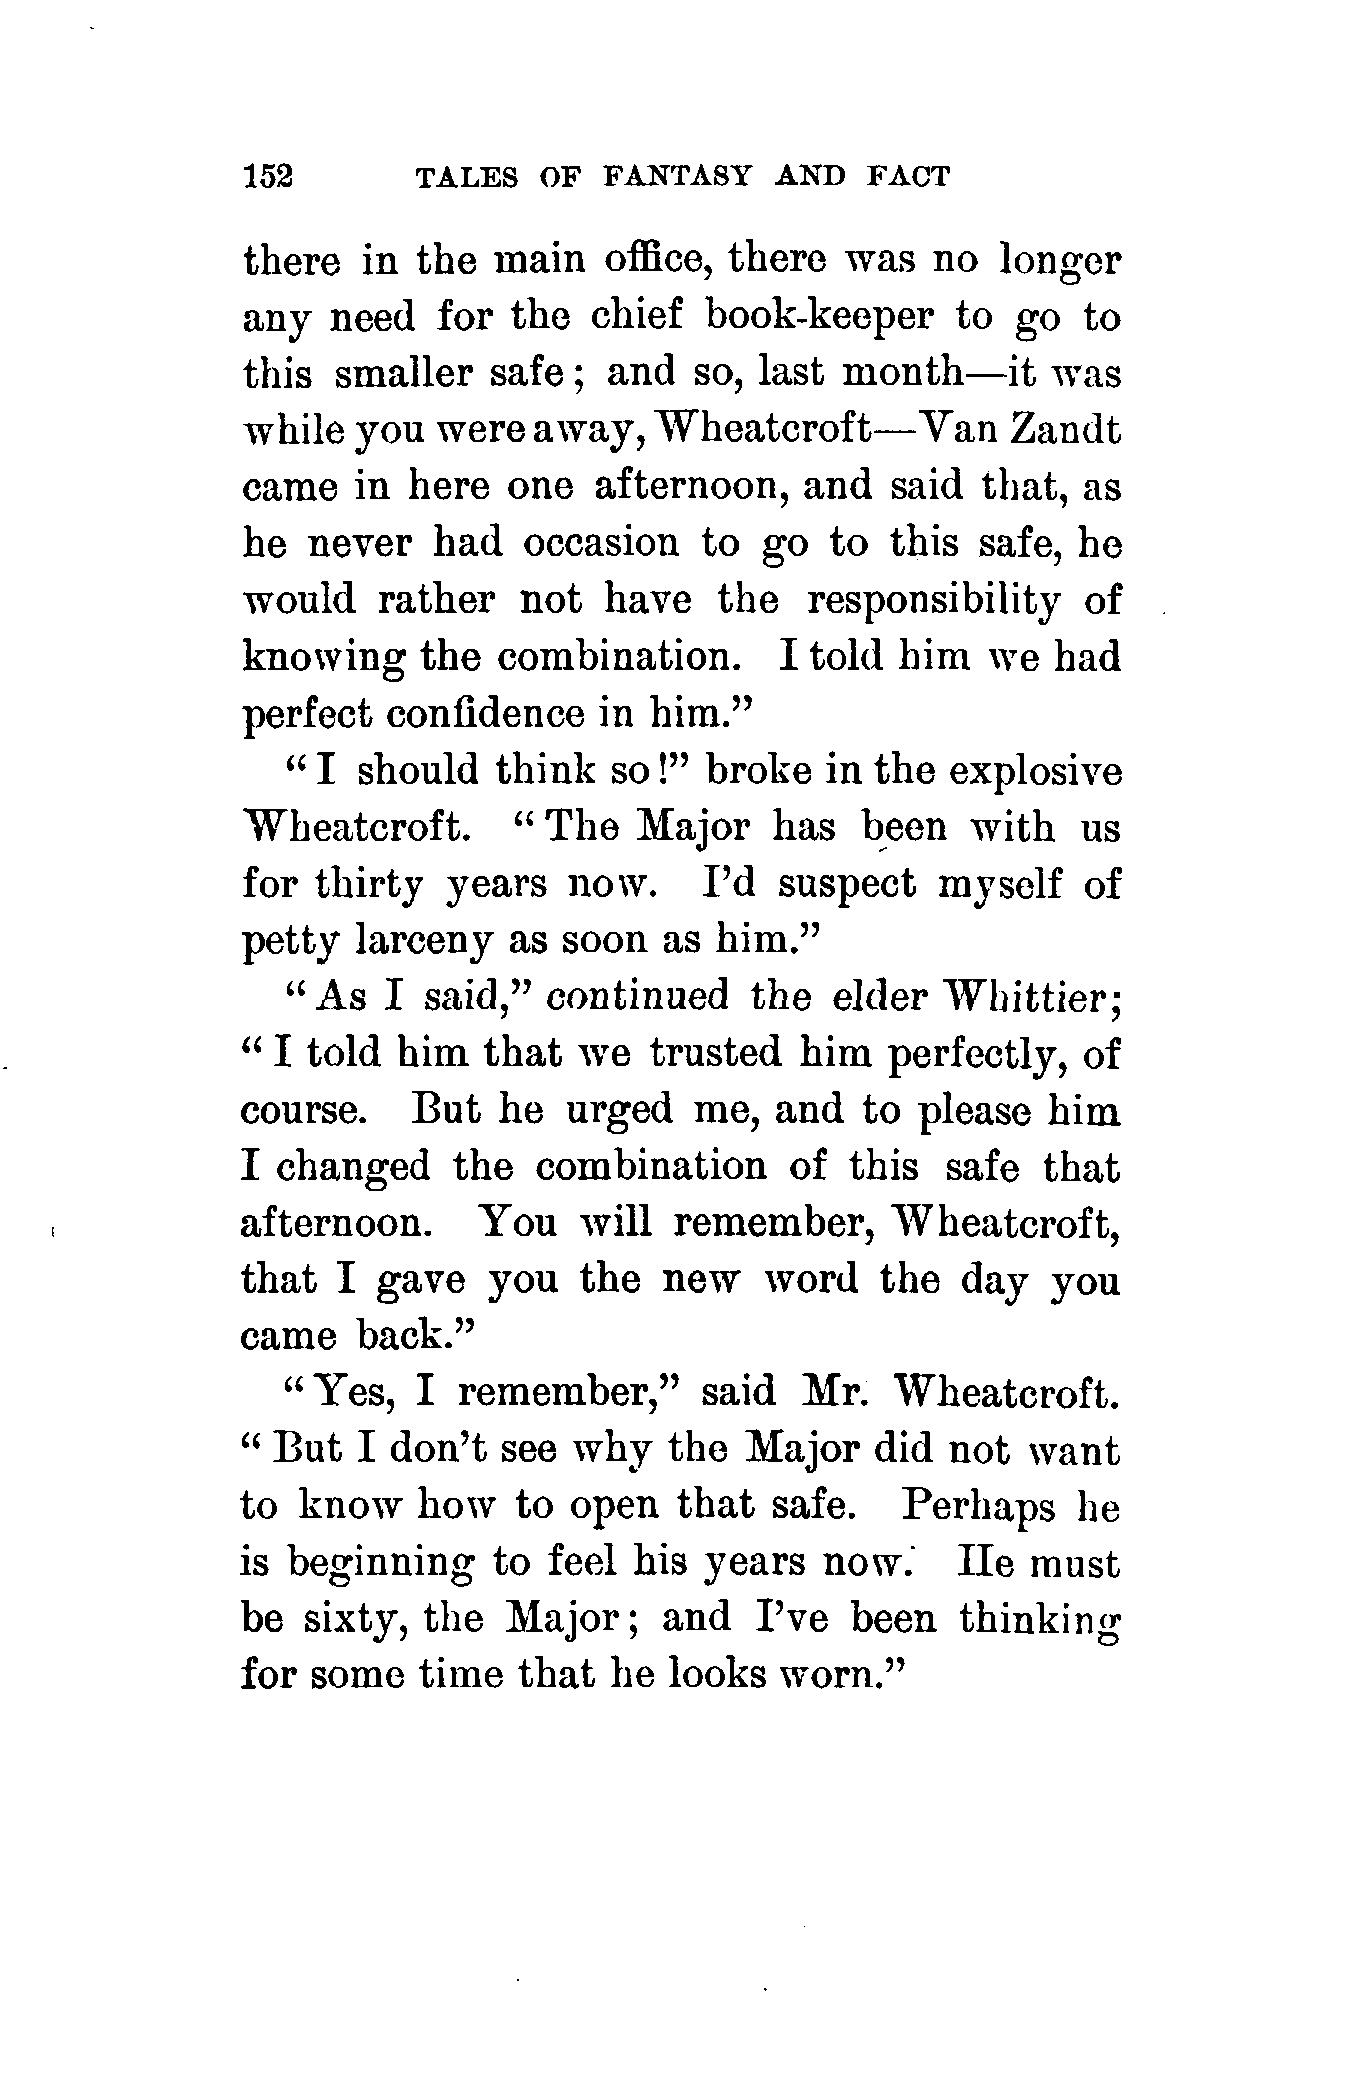 152 TALES OF FANTASY AND FACT
there in the main office, there was no longer
any need for the chief book-keeper to go to
this smaller safe; and so, last month—it was
while you were away, Wheatcroft—Van Zandt
came in here one afternoon, and said that, as
he never had occasion to go to this safe, he
would rather not have the responsibility of
knowing the combination. I told him we had
perfect confidence in him.”
“I should think so!” broke in the explosive
Wheatcroft. “The Major has been with us
for thirty years now. I’d suspect myself of
petty larceny as soon as him.”
“As I said,” continued the elder Whittier;
“I told him that we trusted him perfectly, of
course. But he urged me, and to please him
I changed the combination of this safe that
afternoon. You will remember, Wheatcroft,
that I gave you the new word the day you
came back.”
“Yes, I remember,” said Mr. Wheatcroft.
“But I don’t see why the Major did not want
to know how to open that safe. Perhaps he
is beginning to feel his years now. He must
be sixty, the Major; and I’ve been thinking
for some time that he looks worn.”